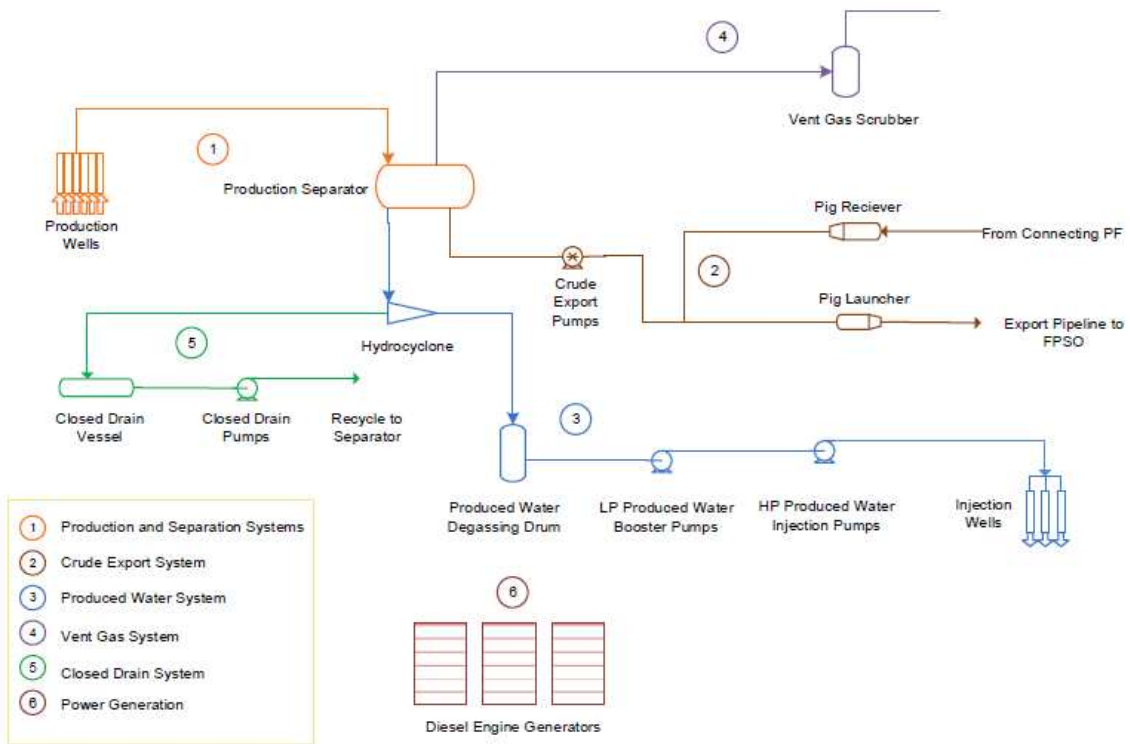 4
Vent Gas Scrubber
1
Production Separator
Production
Wells
Pig Reciever
From Connecting PF
2
Crude
Export
Pumps
Pig Launcher
Export Pipeline to
FPSO
Hydrocyclone
5
Closed Drain
Vessel
Closed Drain
Pumps
Recycle to
Separator
3
Produced Water
Degassing Drum
LP Produced Water
Booster Pumps
HP Produced Water
Injection Pumps
Injection
Wells
1 Production and Separation Systems
2 Crude Export System
3 Produced Water System
4 Vent Gas System
5 Closed Drain System
6 Power Generation
6
Diesel Engine Generators